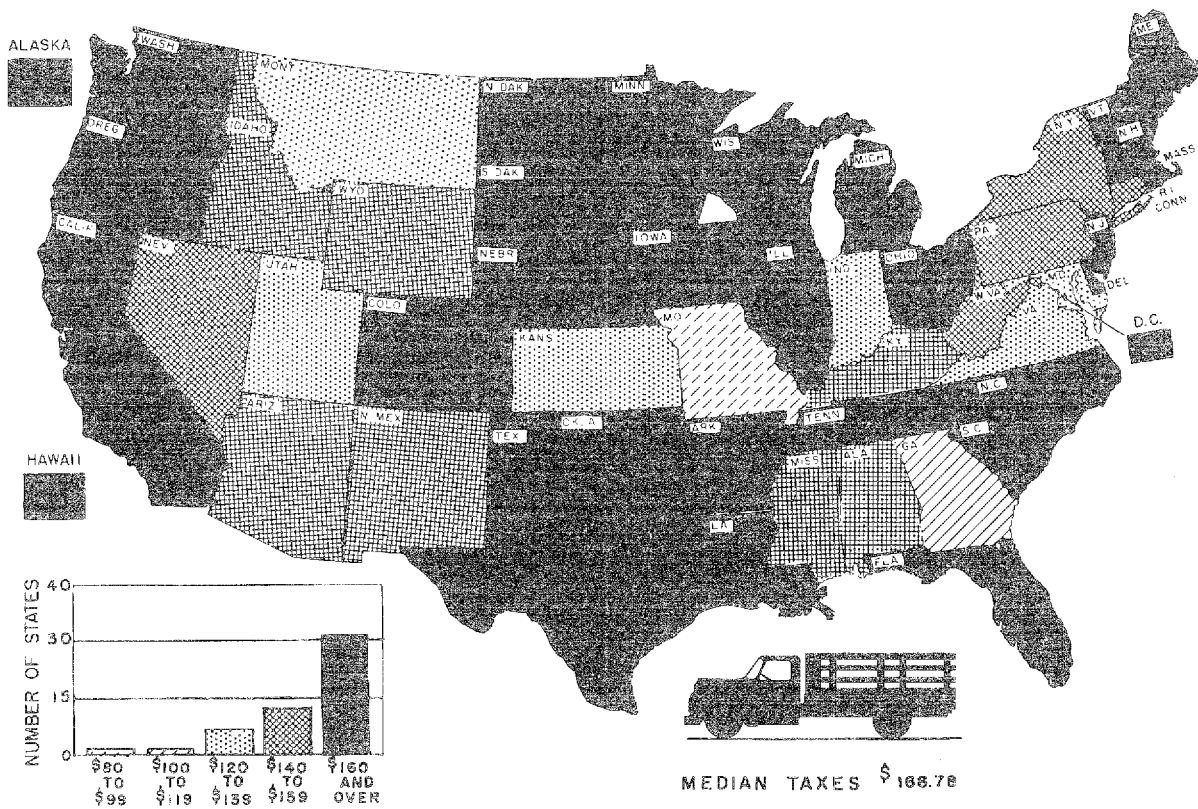 ALASKA
WASH
MONT
N. DAK
MINN
ME
OREG
IDAHO
N.Y.
VT
N.H
WIS
MICH
MASS
S. DAK
WYO
R.I.
CONN
CALIF
NEV
IOWA
PA
N.J.
NEBR
ILL
IND
OHIO
UTAH
W.VA
MD
DEL
COLO
VA
D.C.
KANS
MO
KY
N.C.
ARIZ
N. MEX
OKLA
ARK
TENN
TEX
S.C.
HAWAII
MISS
ALA
GA
LA
FLA
NUMBER OF STATES
40
30
15
0
$80 TO $99
$100 TO $119
$120 TO $139
$140 TO $159
$160 AND OVER
MEDIAN TAXES $168.78